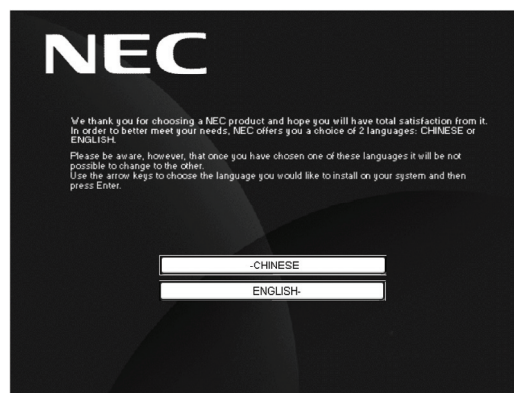 NEC
We thank you for choosing a NEC product and hope you will have total satisfaction from it.
In order to better meet your needs, NEC offers you a choice of 2 languages: CHINESE or
ENGLISH.
Please be aware, however, that once you have chosen one of these languages it will be not
possible to change to the other.
Use the arrow keys to choose the language you would like to install on your system and then
press Enter.
-CHINESE
ENGLISH-